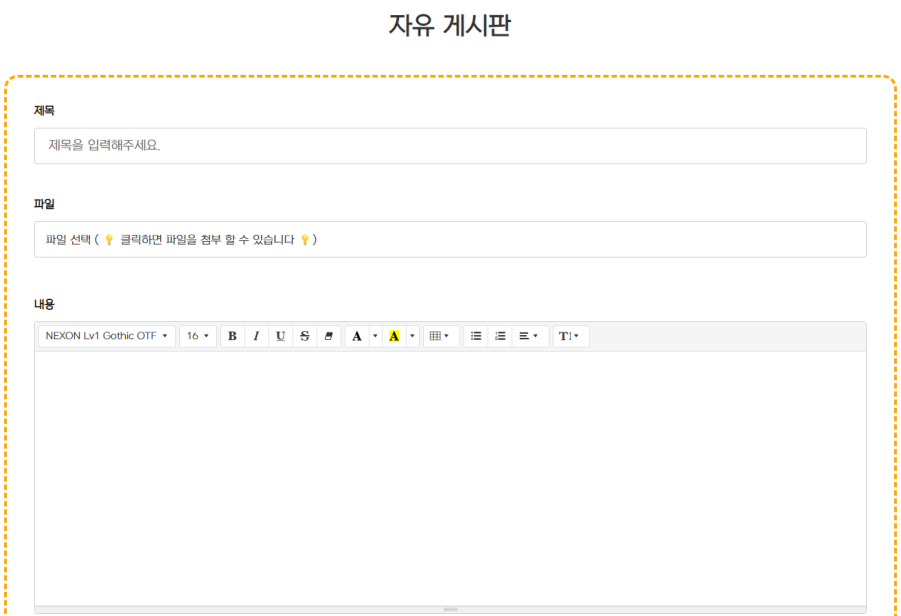 자유 게시판
제목
제목을 입력해주세요.
파일
파일 선택 ( 💡 클릭하면 파일을 첨부 할 수 있습니다 💡 )
내용
NEXON Lv1 Gothic OTF 16 B I U S A A TI